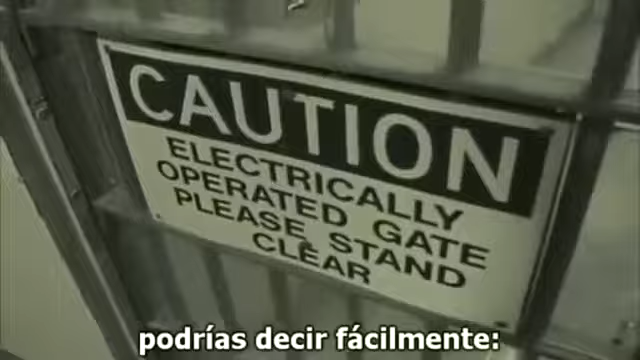 CAUTION
ELECTRICALLY
OPERATED GATE
PLEASE STAND
CLEAR
podrías decir fácilmente: